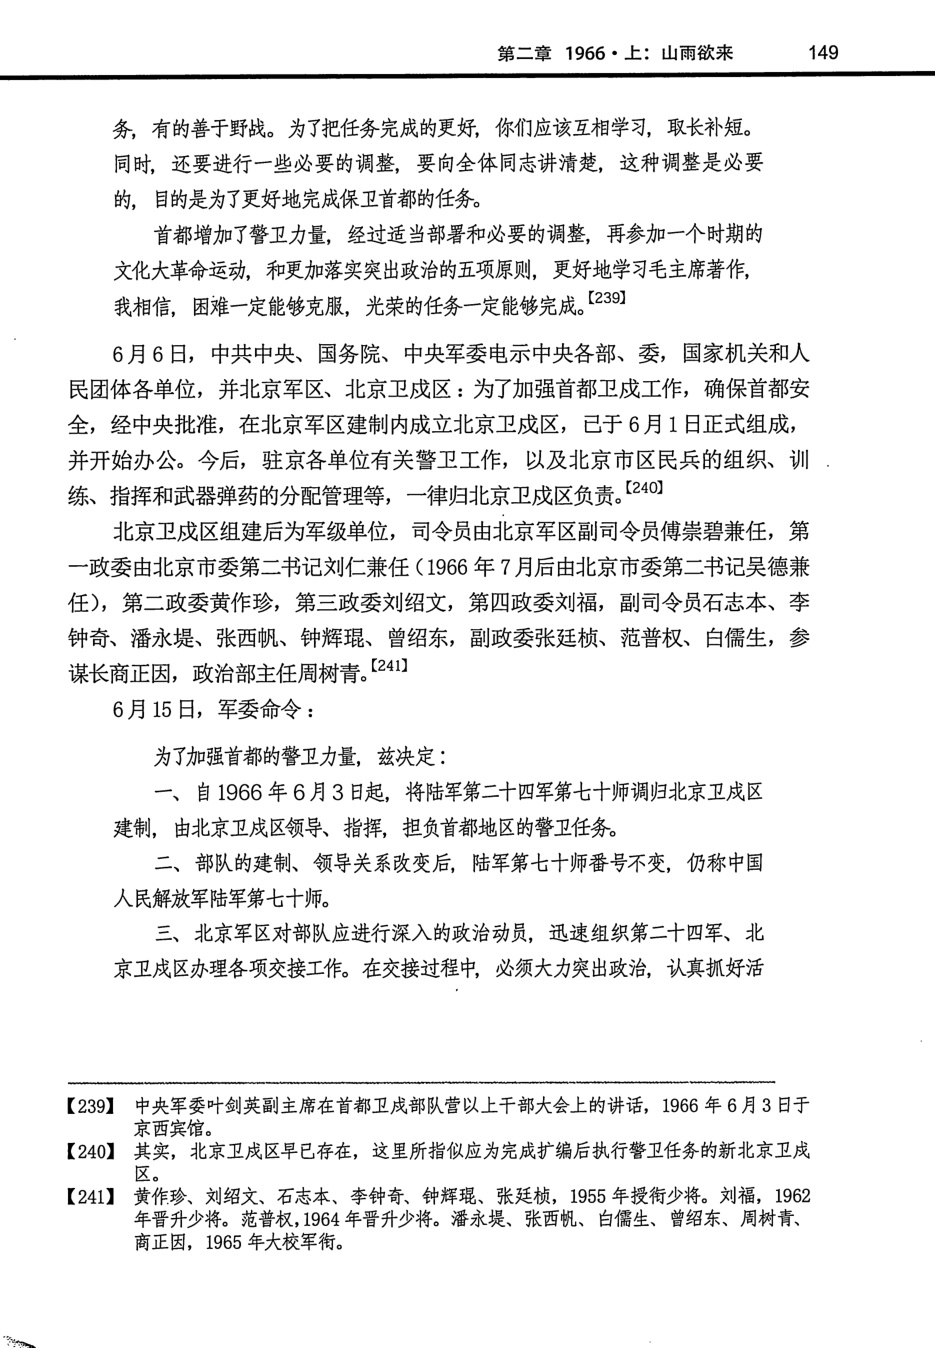 第二章 1966·上：山雨欲来 149
务，有的善于野战。为了把任务完成的更好，你们应该互相学习，取长补短。
同时，还要进行一些必要的调整，要向全体同志讲清楚，这种调整是必要
的，目的是为了更好地完成保卫首都的任务。
首都增加了警卫力量，经过适当部署和必要的调整，再参加一个时期的
文化大革命运动，和更加落实突出政治的五项原则，更好地学习毛主席著作，
我相信，困难一定能够克服，光荣的任务一定能够完成。【239】
6月6日，中共中央、国务院、中央军委电示中央各部、委，国家机关和人
民团体各单位，并北京军区、北京卫戍区：为了加强首都卫戍工作，确保首都安
全，经中央批准，在北京军区建制内成立北京卫戍区，已于6月1日正式组成，
并开始办公。今后，驻京各单位有关警卫工作，以及北京市区民兵的组织、训
练、指挥和武器弹药的分配管理等，一律归北京卫戍区负责。【240】
北京卫戍区组建后为军级单位，司令员由北京军区副司令员傅崇碧兼任，第
一政委由北京市委第二书记刘仁兼任（1966年7月后由北京市委第二书记吴德兼
任），第二政委黄作珍，第三政委刘绍文，第四政委刘福，副司令员石志本、李
钟奇、潘永堤、张西帆、钟辉琨、曾绍东，副政委张廷桢、范普权、白儒生，参
谋长商正因，政治部主任周树青。【241】
6月15日，军委命令：
为了加强首都的警卫力量，兹决定：
一、自1966年6月3日起，将陆军第二十四军第七十师调归北京卫戍区
建制，由北京卫戍区领导、指挥，担负首都地区的警卫任务。
二、部队的建制、领导关系改变后，陆军第七十师番号不变，仍称中国
人民解放军陆军第七十师。
三、北京军区对部队应进行深入的政治动员，迅速组织第二十四军、北
京卫戍区办理各项交接工作。在交接过程中，必须大力突出政治，认真抓好活
【239】 中央军委叶剑英副主席在首都卫戍部队营以上干部大会上的讲话，1966年6月3日于
京西宾馆。
【240】 其实，北京卫戍区早已存在，这里所指似应为完成扩编后执行警卫任务的新北京卫戍
区。
【241】 黄作珍、刘绍文、石志本、李钟奇、钟辉琨、张廷桢，1955年授衔少将。刘福，1962
年晋升少将。范普权，1964年晋升少将。潘永堤、张西帆、白儒生、曾绍东、周树青、
商正因，1965年大校军衔。